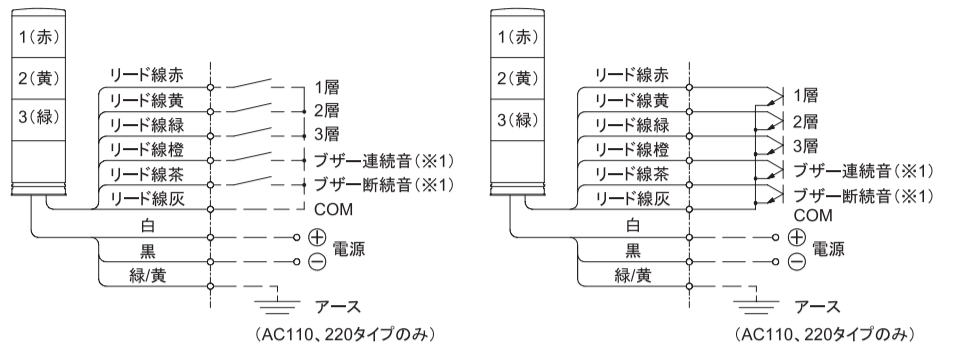 1(赤)
2(黄)
3(緑)
リード線赤
リード線黄
リード線緑
リード線橙
リード線茶
リード線灰
白
黒
緑/黄
1層
2層
3層
ブザー連続音(※1)
ブザー断続音(※1)
COM
⊕
⊖
電源
アース
(AC110、220タイプのみ)
1(赤)
2(黄)
3(緑)
リード線赤
リード線黄
リード線緑
リード線橙
リード線茶
リード線灰
白
黒
緑/黄
1層
2層
3層
ブザー連続音(※1)
ブザー断続音(※1)
COM
⊕
⊖
電源
アース
(AC110、220タイプのみ)